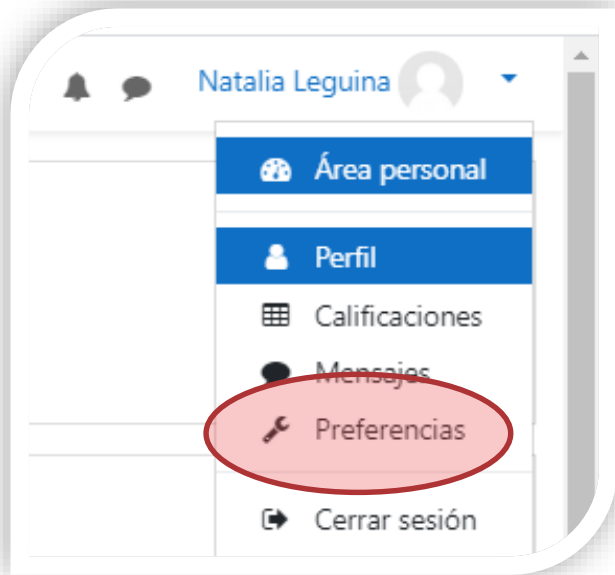 Natalia Leguina
Área personal
Perfil
Calificaciones
Mensajes
Preferencias
Cerrar sesión